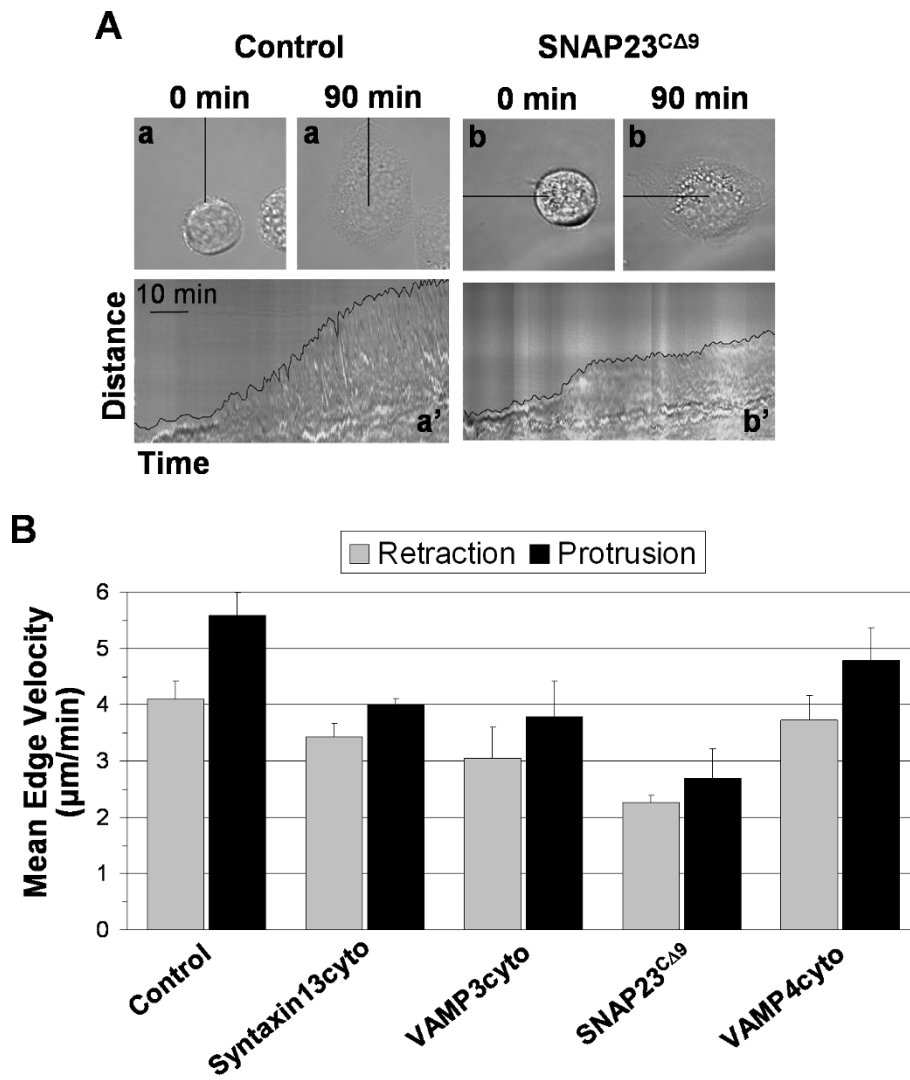 A
Control
SNAP23CΔ9
0 min
90 min
0 min
90 min
a
a
b
b
Distance
10 min
a’
b’
Time
B
Retraction
Protrusion
Mean Edge Velocity
(µm/min)
6
5
4
3
2
1
0
Control
Syntaxin13cyto
VAMP3cyto
SNAP23CΔ9
VAMP4cyto